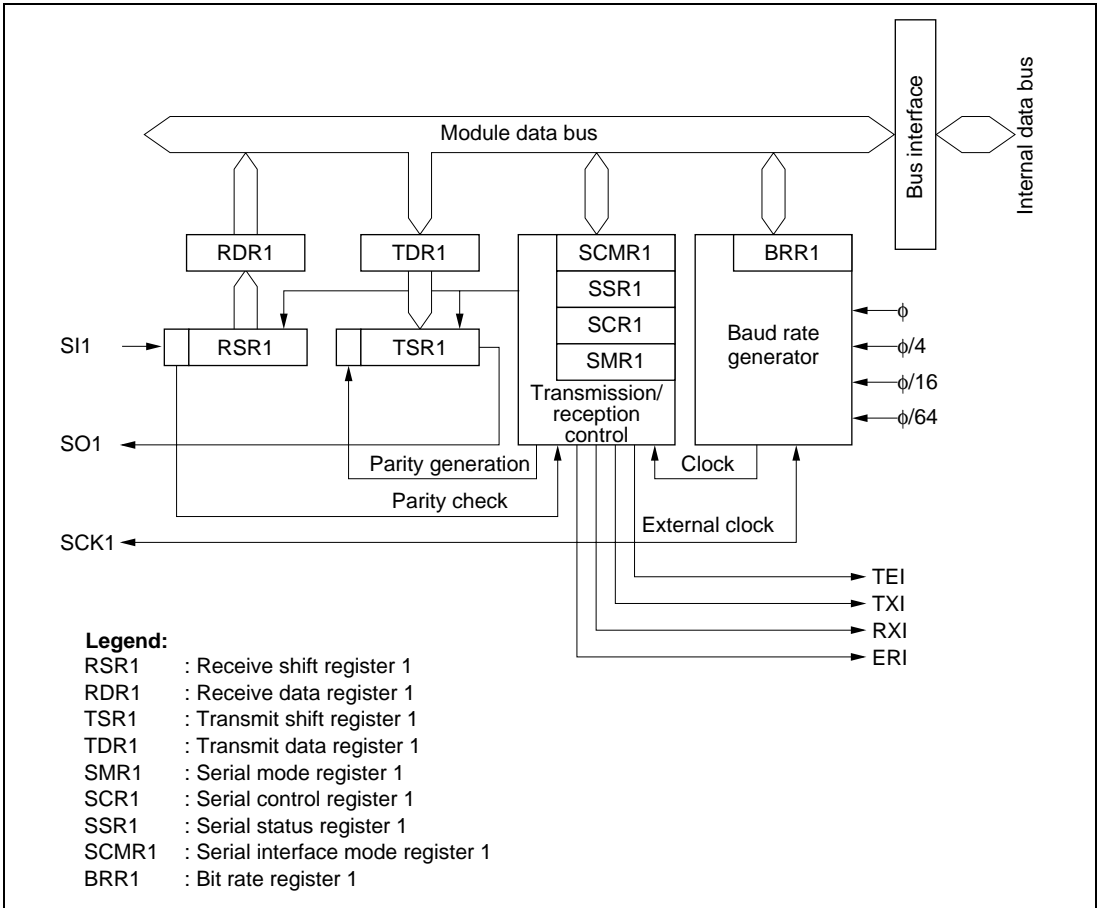 Module data bus
Bus interface
Internal data bus
RDR1
TDR1
SCMR1
SSR1
SCR1
SMR1
Transmission/
reception
control
BRR1
Baud rate
generator
ϕ
ϕ/4
ϕ/16
ϕ/64
SI1
RSR1
TSR1
SO1
Parity generation
Parity check
Clock
External clock
SCK1
TEI
TXI
RXI
ERI
Legend:
RSR1 : Receive shift register 1
RDR1 : Receive data register 1
TSR1 : Transmit shift register 1
TDR1 : Transmit data register 1
SMR1 : Serial mode register 1
SCR1 : Serial control register 1
SSR1 : Serial status register 1
SCMR1 : Serial interface mode register 1
BRR1 : Bit rate register 1